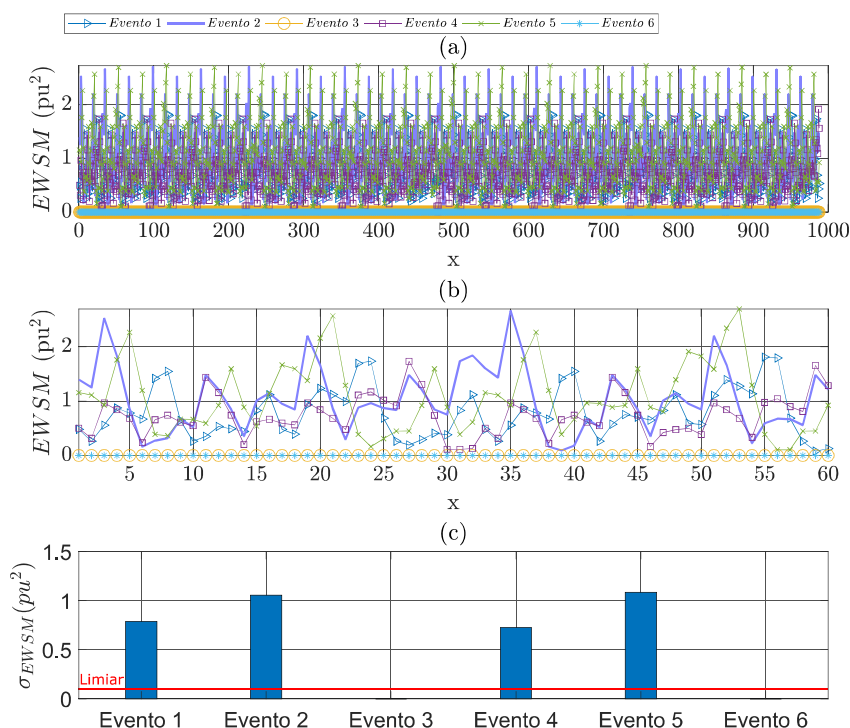 Evento 1 Evento 2 Evento 3 Evento 4 Evento 5 Evento 6
(a)
EWSM (pu²)
2
1
0
0 100 200 300 400 500 600 700 800 900 1000
x
(b)
EWSM (pu²)
2
1
0
5 10 15 20 25 30 35 40 45 50 55 60
x
(c)
σEWSM(pu²)
1.5
1
0.5
0
Limiar
Evento 1 Evento 2 Evento 3 Evento 4 Evento 5 Evento 6